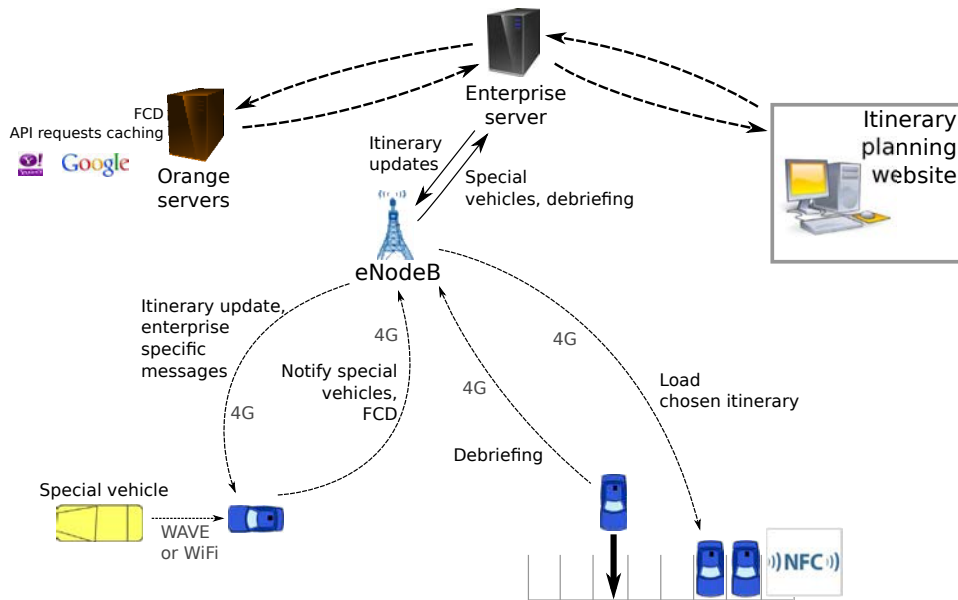 Enterprise
server
FCD
API requests caching
Y!
Google
Orange
servers
Itinerary
planning
website
Itinerary
updates
Special
vehicles, debriefing
eNodeB
Itinerary update,
enterprise
specific
messages
4G
4G
Notify special
vehicles,
FCD
4G
4G
Load
chosen itinerary
4G
Debriefing
Special vehicle
WAVE
or WiFi
NFC